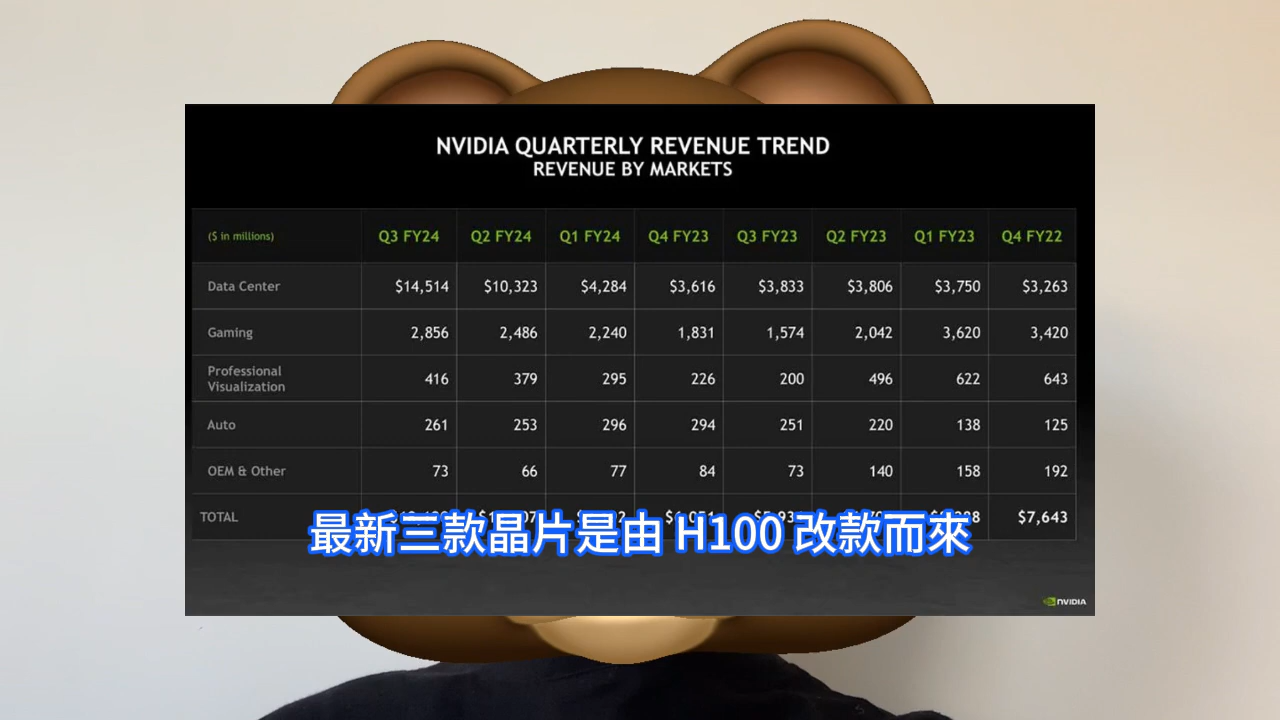 NVIDIA QUARTERLY REVENUE TREND
REVENUE BY MARKETS
($ in millions) Q3 FY24 Q2 FY24 Q1 FY24 Q4 FY23 Q3 FY23 Q2 FY23 Q1 FY23 Q4 FY22
Data Center $14,514 $10,323 $4,284 $3,616 $3,833 $3,806 $3,750 $3,263
Gaming 2,856 2,486 2,240 1,831 1,574 2,042 3,620 3,420
Professional
Visualization 416 379 295 226 200 496 622 643
Auto 261 253 296 294 251 220 138 125
OEM & Other 73 66 77 84 73 140 158 192
TOTAL $7,643
最新三款晶片是由 H100 改款而來
NVIDIA